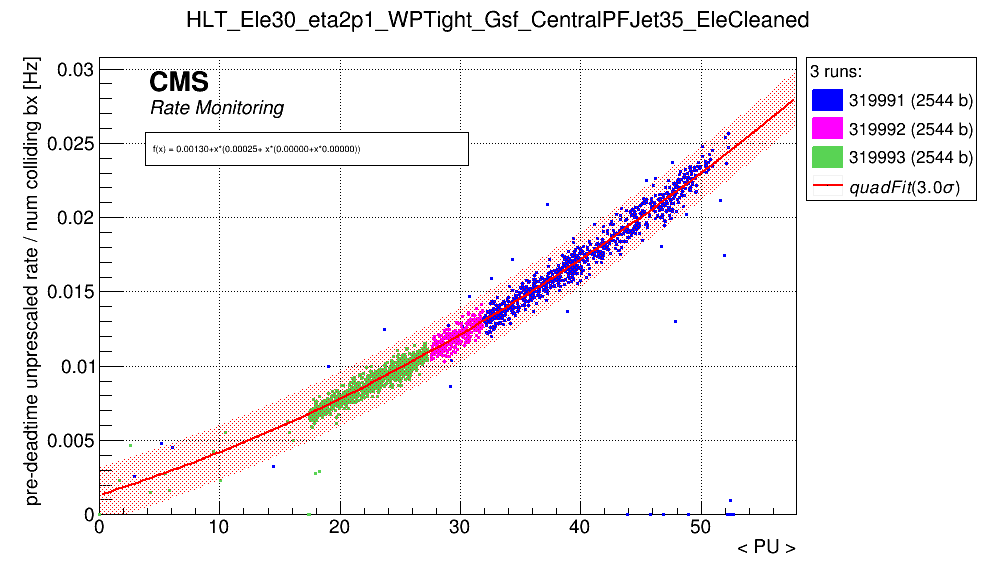 HLT_Ele30_eta2p1_WPTight_Gsf_CentralPFJet35_EleCleaned
pre-deadtime unprescaled rate / num colliding bx [Hz]
0.03
0.025
0.02
0.015
0.01
0.005
0
CMS
Rate Monitoring
f(x) = 0.00130+x*(0.00025+ x*(0.00000+x*0.00000))
0 10 20 30 40 50
< PU >
3 runs:
319991 (2544 b)
319992 (2544 b)
319993 (2544 b)
quadFit(3.0σ)